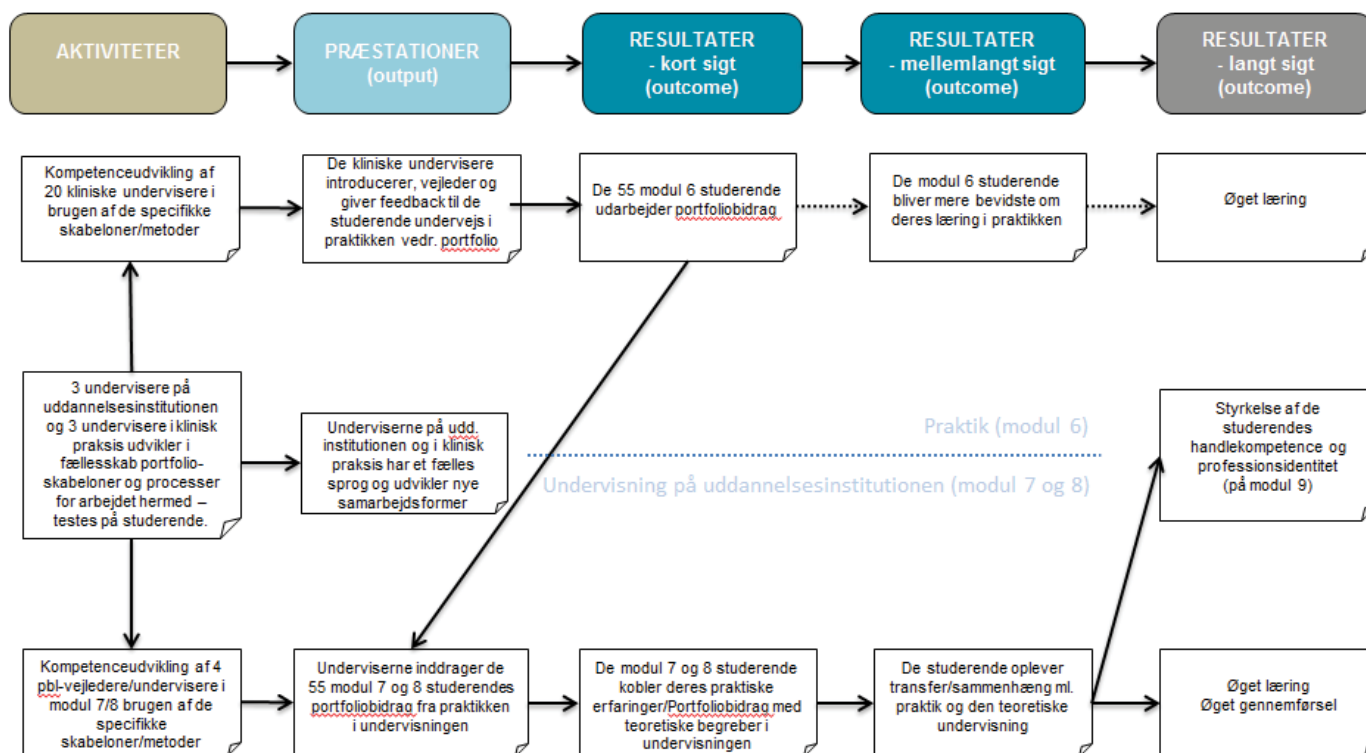 AKTIVITETER
PRÆSTATIONER
(output)
RESULTATER
- kort sigt
(outcome)
RESULTATER
- mellemlangt sigt
(outcome)
RESULTATER
- langt sigt
(outcome)
Kompetenceudvikling af
20 kliniske undervisere i
brugen af de specifikke
skabeloner/metoder
De kliniske undervisere
introducerer, vejleder og
giver feedback til de
studerende undervejs i
praktikken vedr. portfolio
De 55 modul 6 studerende
udarbejder portfoliobidrag
De modul 6 studerende
bliver mere bevidste om
deres læring i praktikken
Øget læring
3 undervisere på
uddannelsesinstitutionen
og 3 undervisere i klinisk
praksis udvikler i
fællesskab portfolio-
skabeloner og processer
for arbejdet hermed –
testes på studerende.
Underviserne på udd.
institutionen og i klinisk
praksis har et fælles
sprog og udvikler nye
samarbejdsformer
Praktik (modul 6)
Undervisning på uddannelsesinstitutionen (modul 7 og 8)
Styrkelse af de
studerendes
handlekompetence og
professionsidentitet
(på modul 9)
Kompetenceudvikling af 4
pbl-vejledere/undervisere i
modul 7/8 brugen af de
specifikke
skabeloner/metoder
Underviserne inddrager de
55 modul 7 og 8 studerendes
portfoliobidrag fra praktikken
i undervisningen
De modul 7 og 8 studerende
kobler deres praktiske
erfaringer/Portfoliobidrag med
teoretiske begreber i
undervisningen
De studerende oplever
transfer/sammenhæng ml.
praktik og den teoretiske
undervisning
Øget læring
Øget gennemførsel